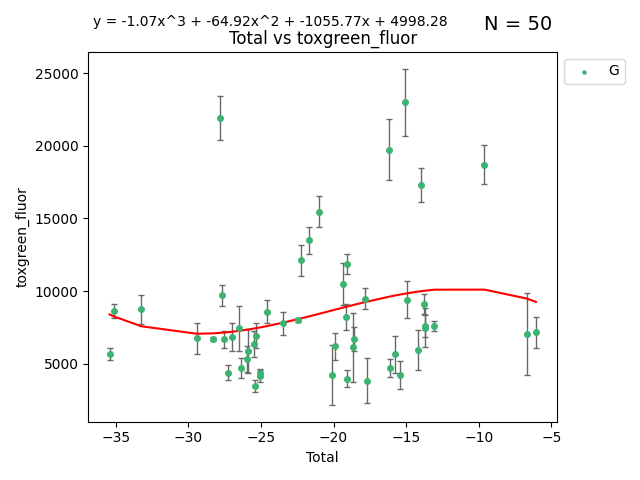 y = -1.07x^3 + -64.92x^2 + -1055.77x + 4998.28
N = 50
Total vs toxgreen_fluor
G
25000
20000
15000
10000
5000
toxgreen_fluor
−35 −30 −25 −20 −15 −10 −5
Total